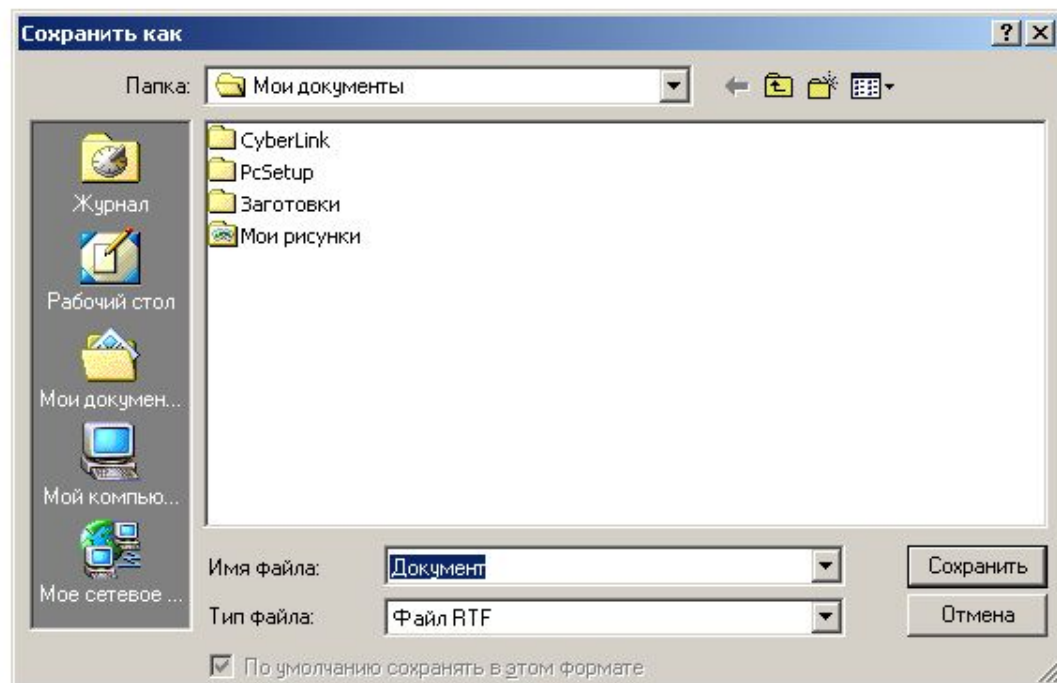 Сохранить как
Папка: Мои документы
CyberLink
PcSetup
Заготовки
Мои рисунки
Журнал
Рабочий стол
Мои докумен...
Мой компью...
Мое сетевое ...
Имя файла: Документ
Сохранить
Тип файла: Файл RTF
Отмена
По умолчанию сохранять в этом формате